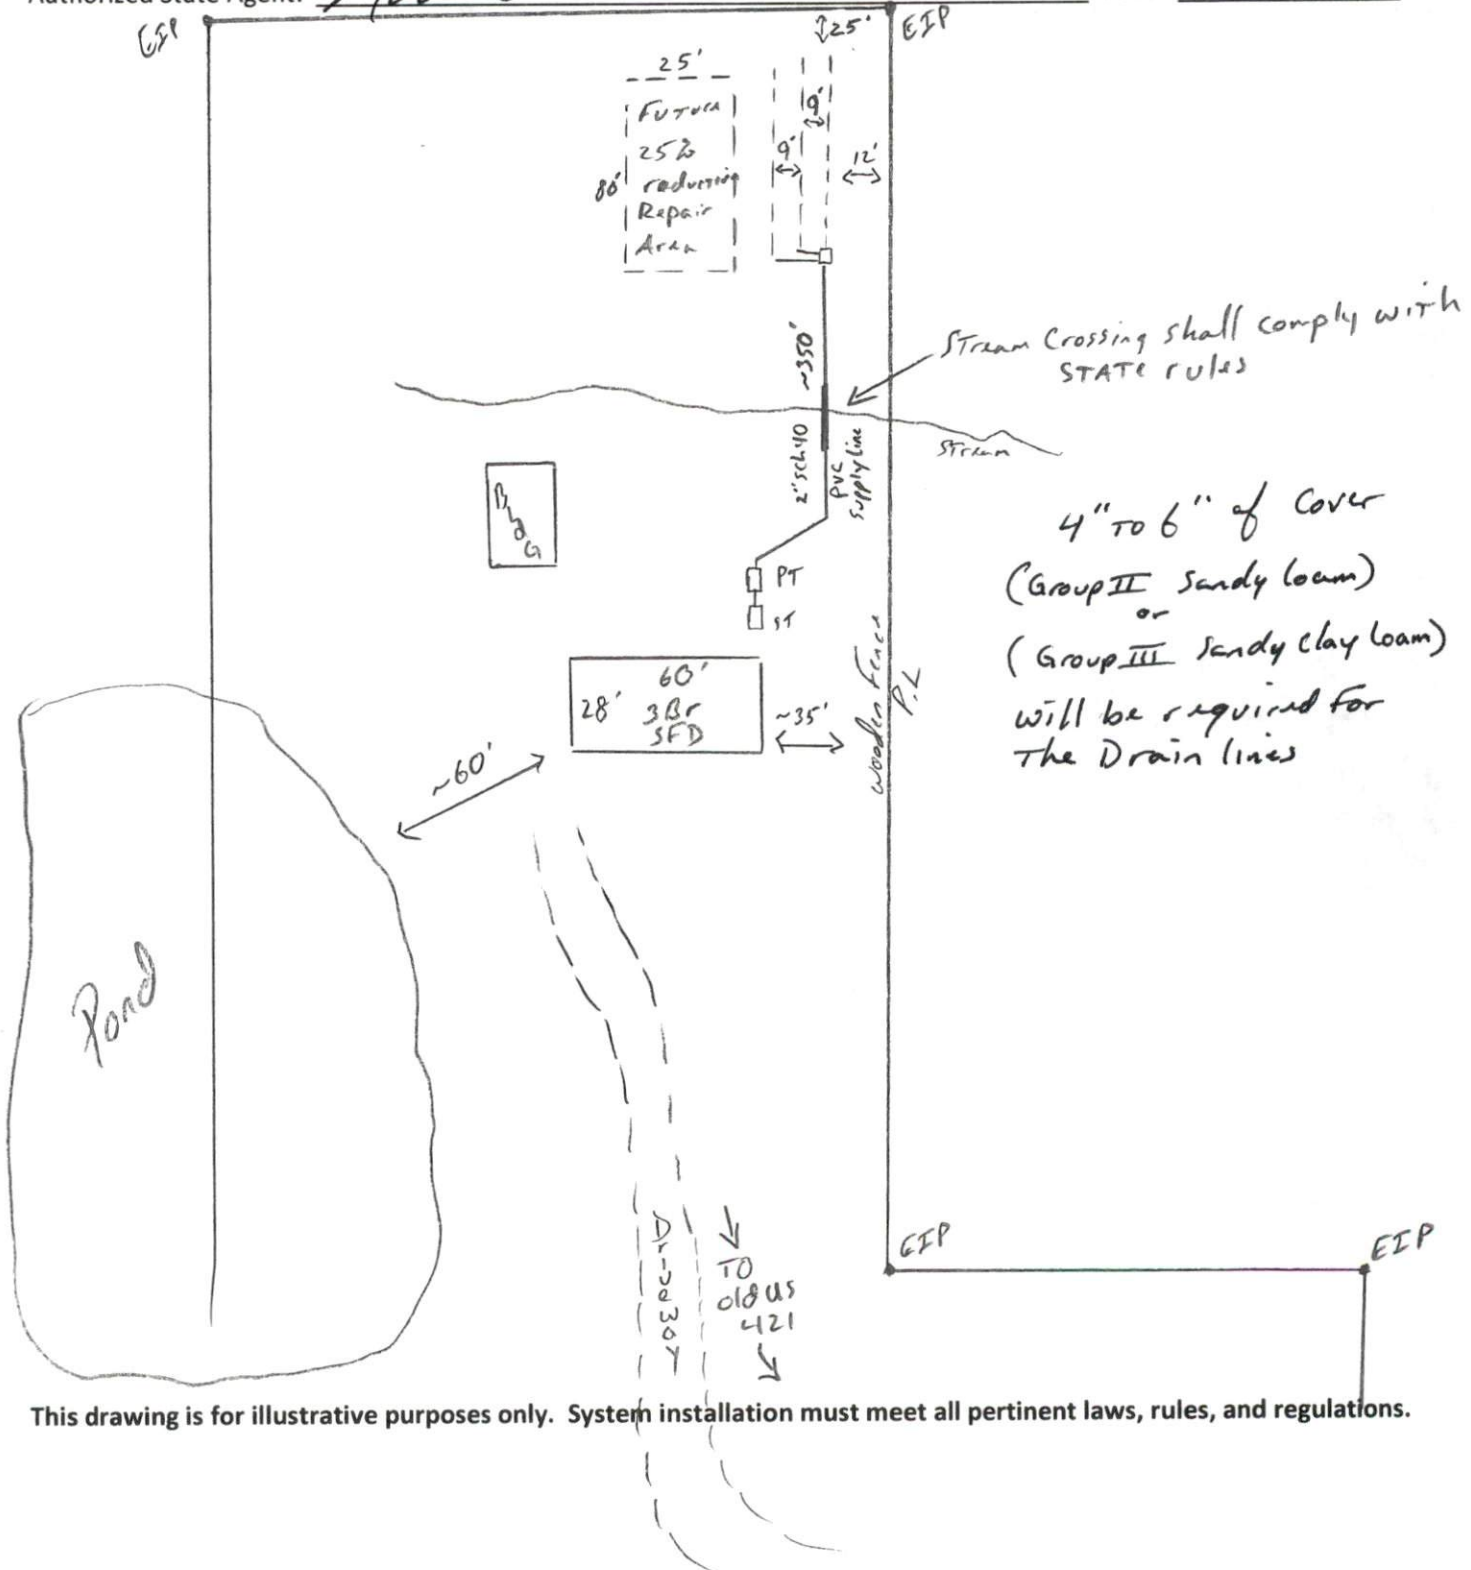 Authorized State Agent:
EIP
EIP
25'
25'
Future
25%
Repair
Area
80'
9'
9'
12'
~350'
2" sch40
PVC
Supply line
Stream Crossing shall comply with
STATE rules
Stream
BLDG
PT
ST
4" TO 6" of Cover
(Group II Sandy loam)
or
(Group III Sandy Clay loam)
will be required for
The Drain lines
60'
28'
3Br
SFD
~35'
Wooden Fence
P.L
~60'
Pond
Driveway
TO
old US
421
EIP
EIP
This drawing is for illustrative purposes only. System installation must meet all pertinent laws, rules, and regulations.